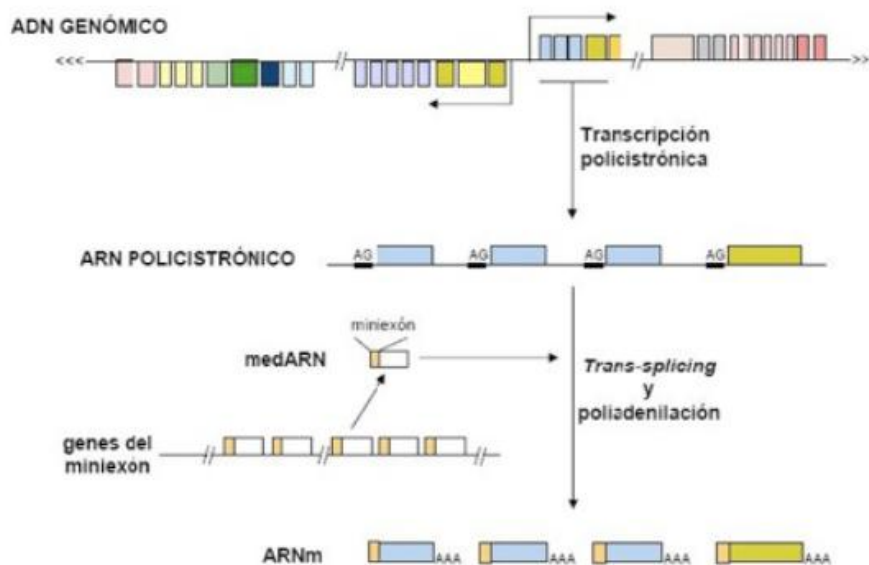 ADN GENÓMICO
<<<
//
//
>>
Transcripción
policistrónica
ARN POLICISTRÓNICO
AG
AG
AG
AG
miniexón
medARN
Trans-splicing
y
poliadenilación
genes del
miniexón
//
//
//
ARNm
AAA
AAA
AAA
AAA